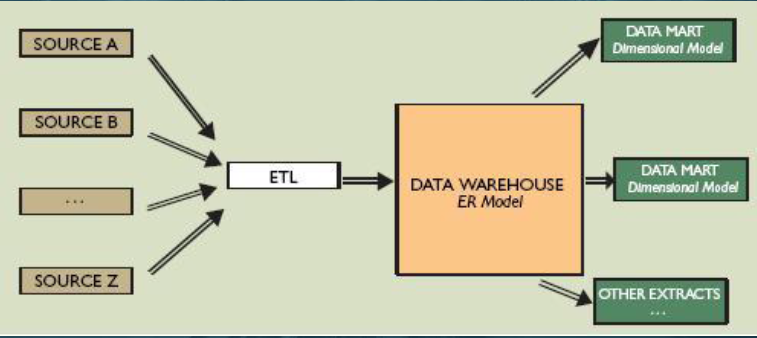 SOURCE A
SOURCE B
...
SOURCE Z
ETL
DATA WAREHOUSE
ER Model
DATA MART
Dimensional Model
DATA MART
Dimensional Model
OTHER EXTRACTS
...